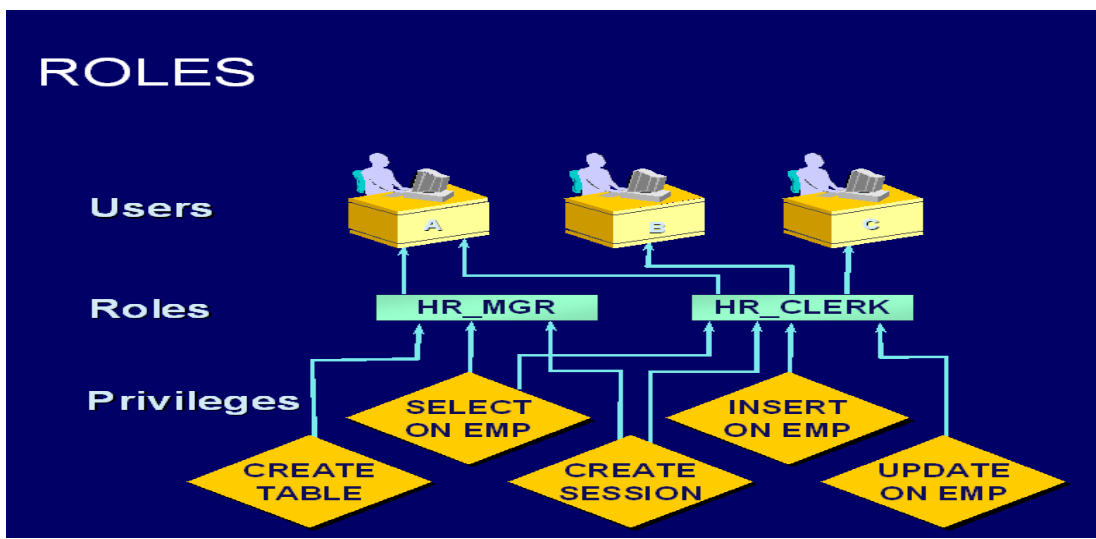 ROLES
Users
A
B
C
Roles
HR_MGR
HR_CLERK
Privileges
SELECT
ON EMP
INSERT
ON EMP
CREATE
TABLE
CREATE
SESSION
UPDATE
ON EMP